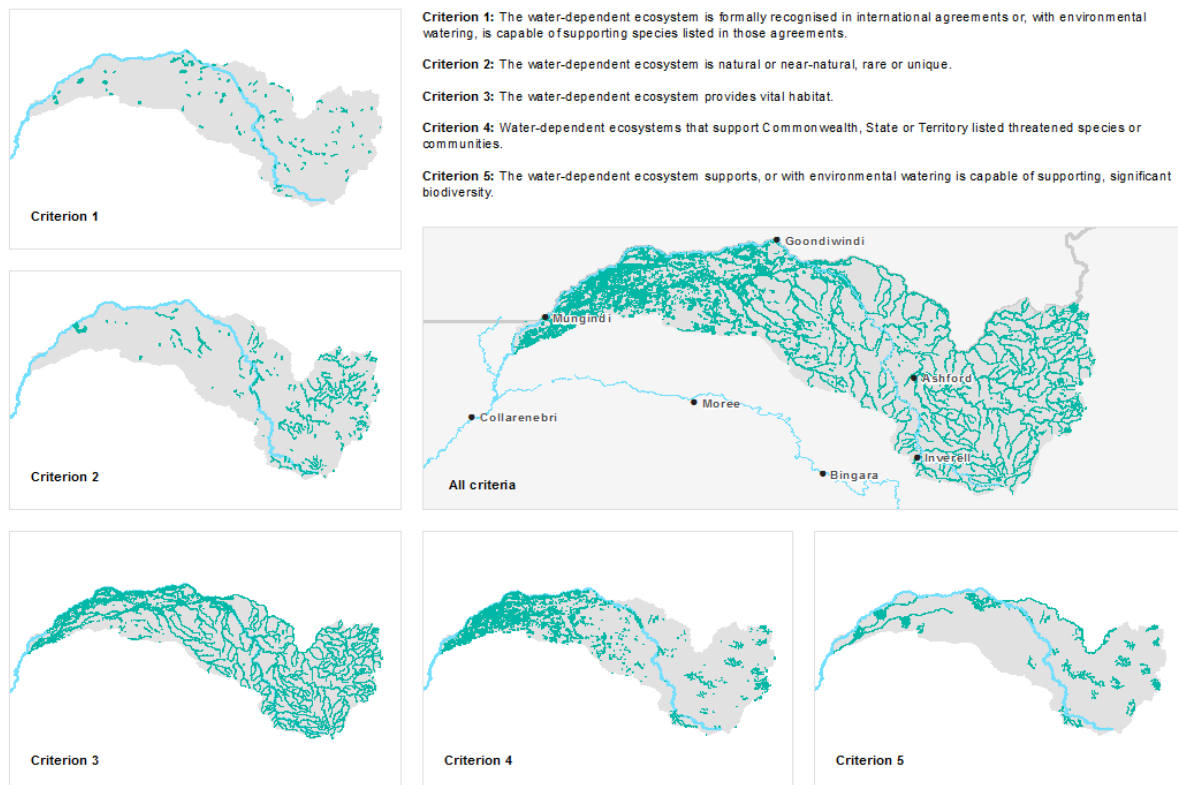 Criterion 1: The water-dependent ecosystem is formally recognised in international agreements or, with environmental
watering, is capable of supporting species listed in those agreements.
Criterion 2: The water-dependent ecosystem is natural or near-natural, rare or unique.
Criterion 3: The water-dependent ecosystem provides vital habitat.
Criterion 4: Water-dependent ecosystems that support Commonwealth, State or Territory listed threatened species or
communities.
Criterion 5: The water-dependent ecosystem supports, or with environmental watering is capable of supporting, significant
biodiversity.
Criterion 1
Goondiwindi
Mungindi
Ashford
Moree
Collarenebri
Inverell
Bingara
All criteria
Criterion 2
Criterion 3
Criterion 4
Criterion 5